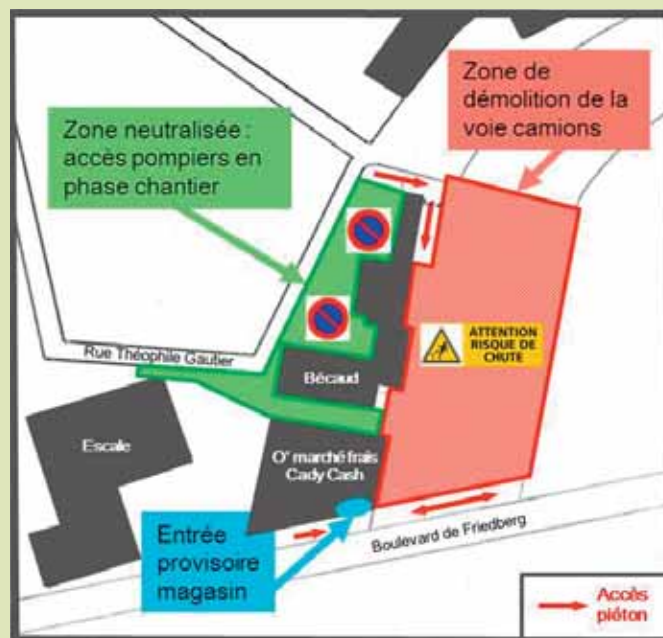 Zone de
démolition de la
voie camions
Zone neutralisée :
accès pompiers en
phase chantier
ATTENTION
RISQUE DE
CHUTE
Rue Théophile Gautier
Bécaud
Escale
O' marché frais
Cady Cash
Entrée
provisoire
magasin
Boulevard de Friedberg
Accès
piéton